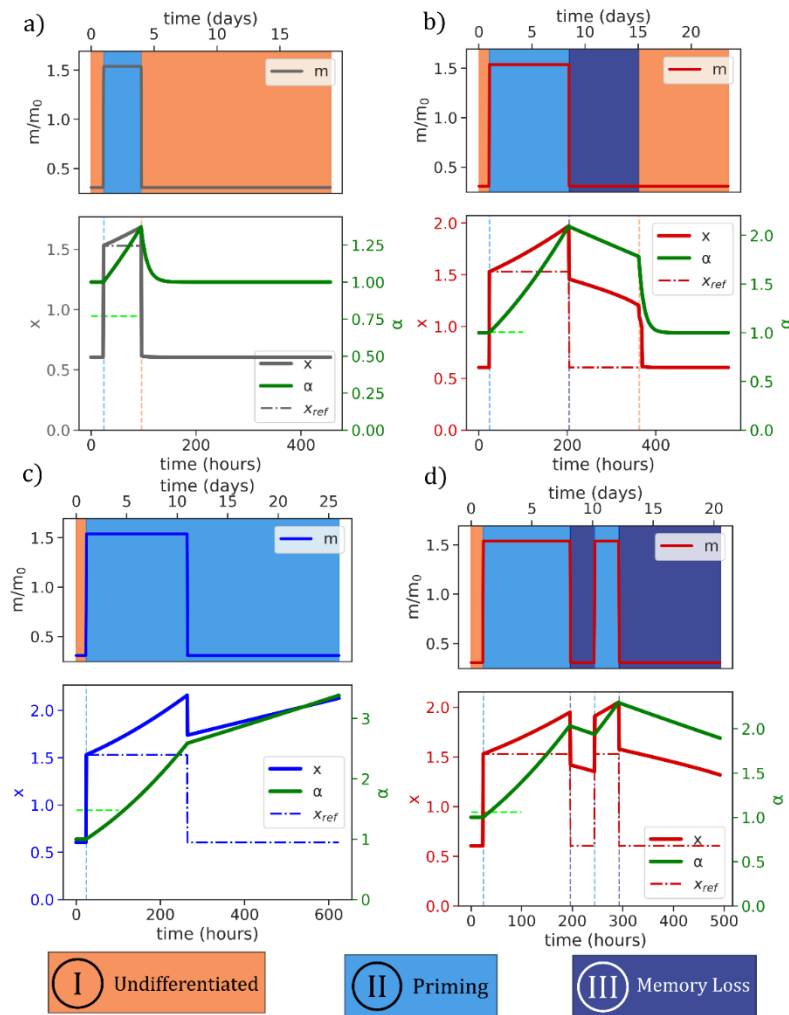 a)
time (days)
0 5 10 15
1.5
1.0
0.5
m/m0
m
1.5
1.0
0.5
0.0
x
1.25
1.00
0.75
0.50
0.25
0.00
α
x
α
xref
0 200 400
time (hours)
b)
time (days)
0 5 10 15 20
1.5
1.0
0.5
m/m0
m
2.0
1.5
1.0
0.5
0.0
x
2.0
1.5
1.0
0.5
0.0
α
x
α
xref
0 200 400
time (hours)
c)
time (days)
0 5 10 15 20 25
1.5
1.0
0.5
m/m0
m
2.0
1.5
1.0
0.5
0.0
x
3
2
1
0
α
x
α
xref
0 200 400 600
time (hours)
d)
time (days)
0 5 10 15 20
1.5
1.0
0.5
m/m0
m
2.0
1.5
1.0
0.5
0.0
x
2.0
1.5
1.0
0.5
0.0
α
x
α
xref
0 100 200 300 400 500
time (hours)
I Undifferentiated
II Priming
III Memory Loss